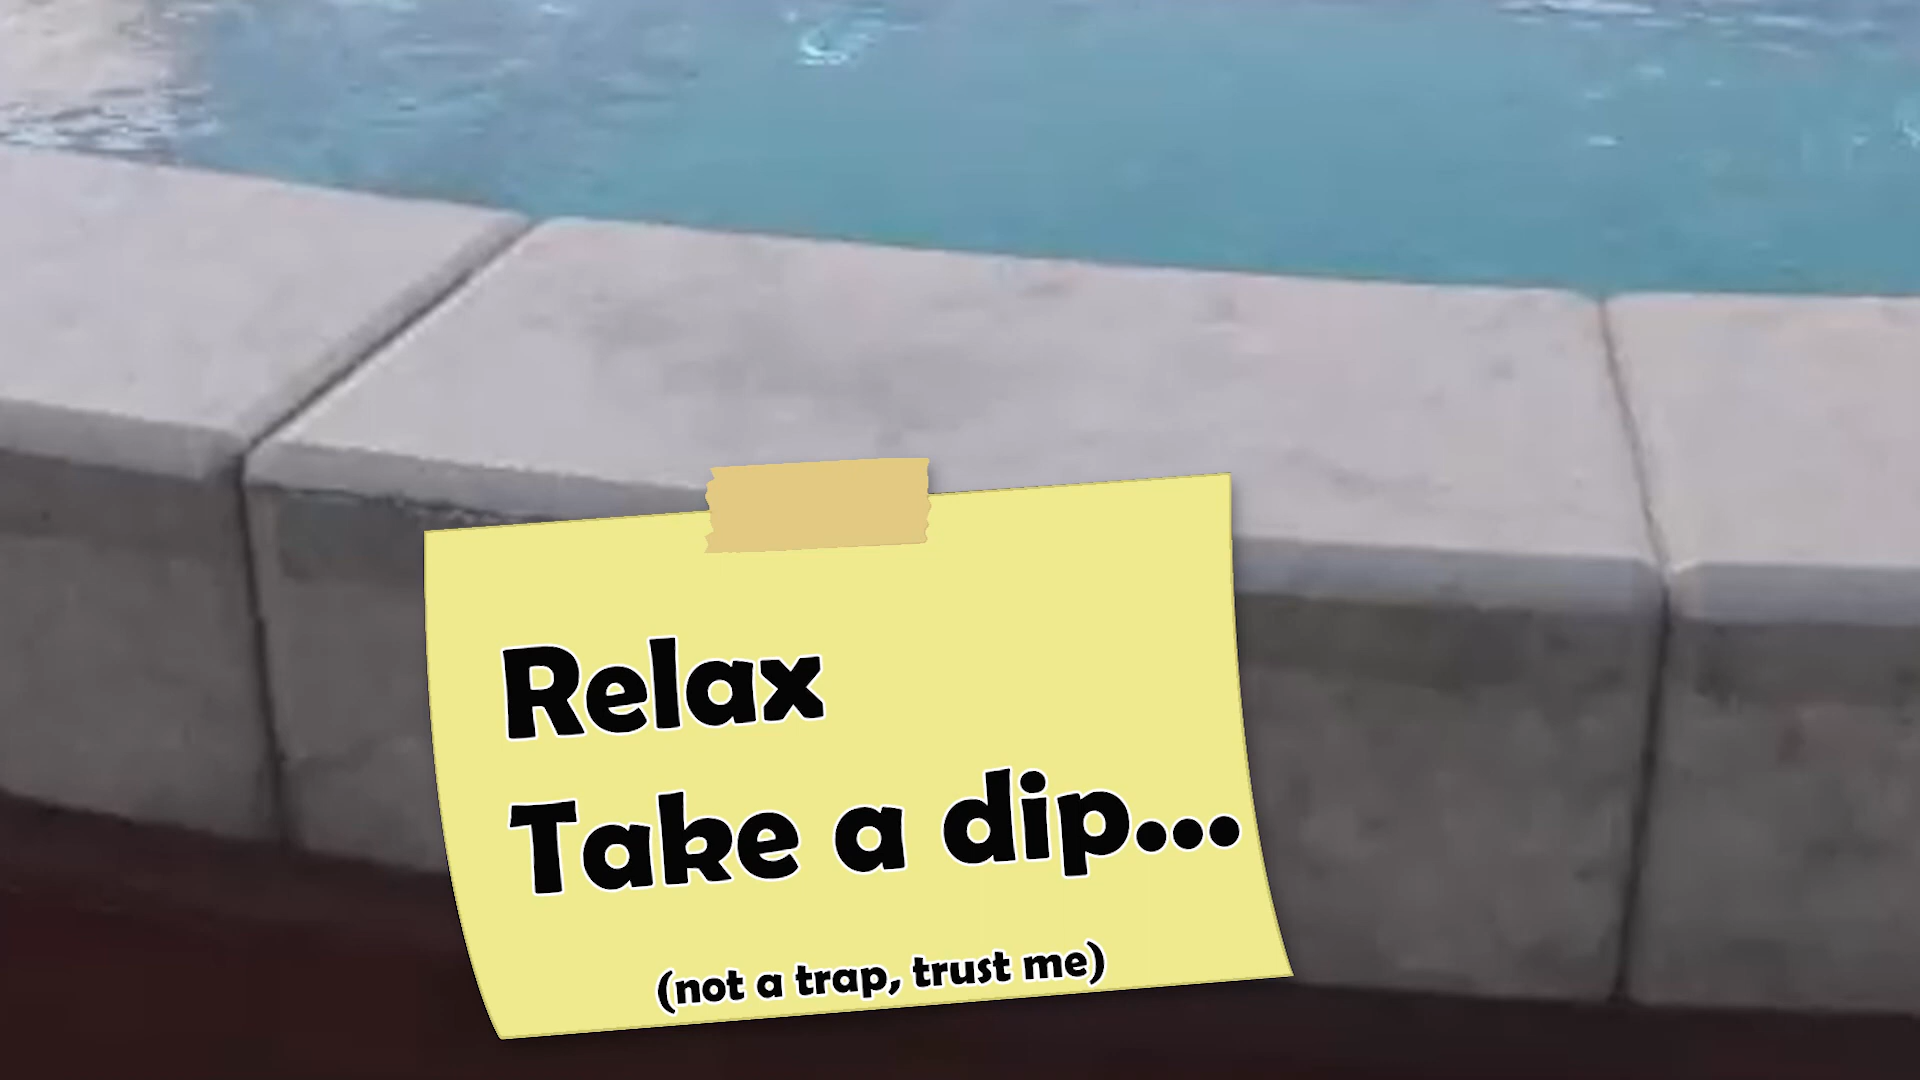 Relax
Take a dip...
(not a trap, trust me)